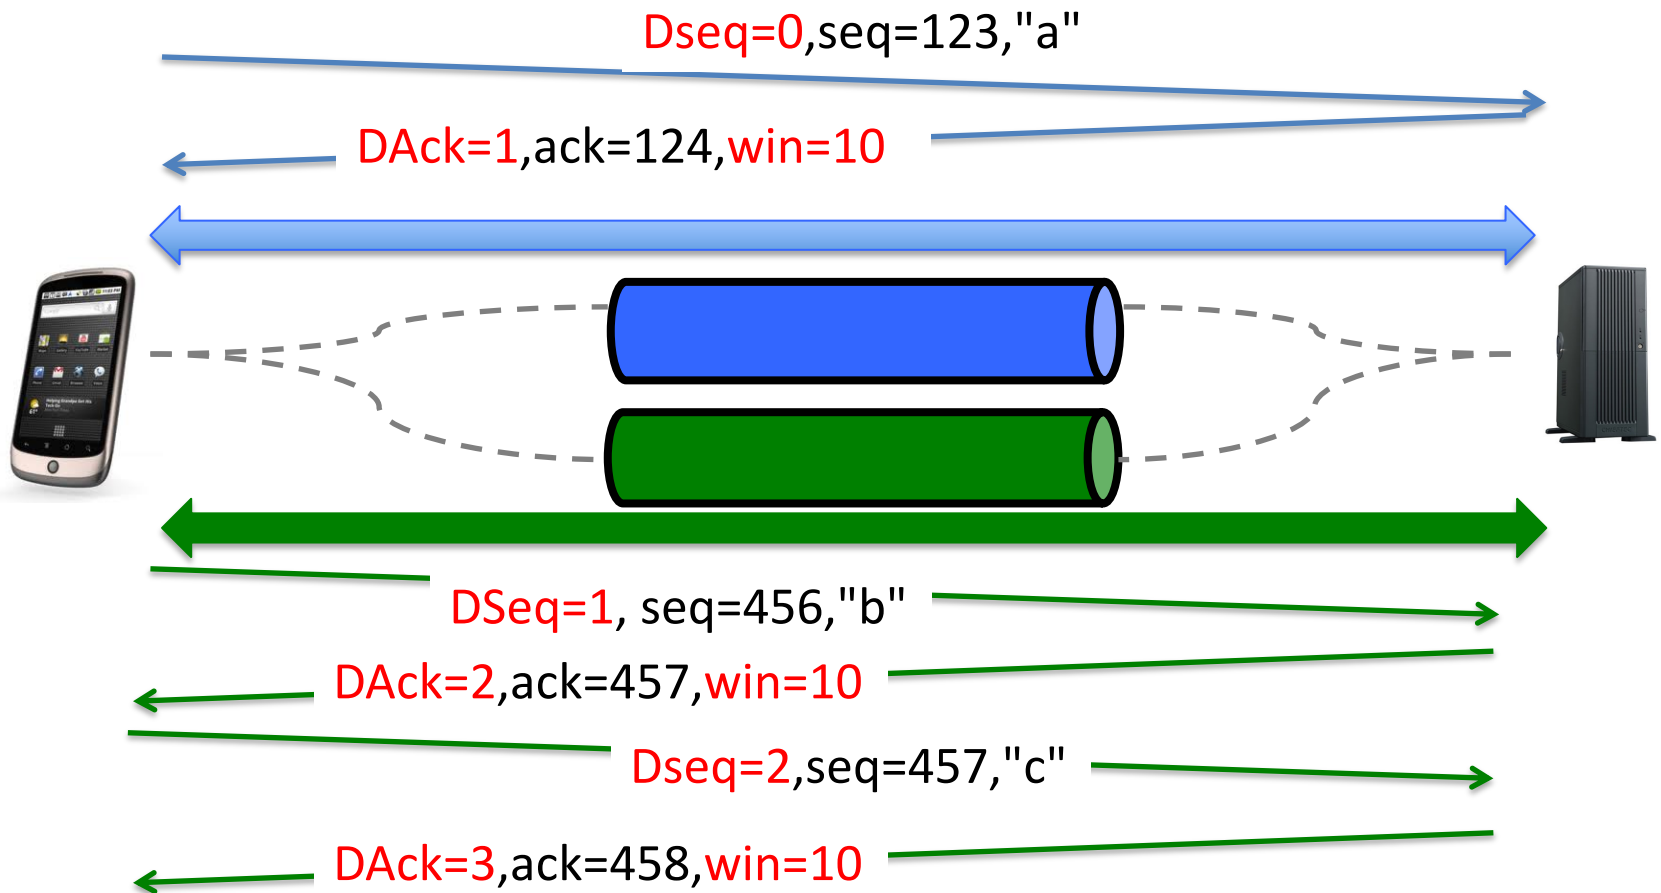 Dseq=0,seq=123,"a"
DAck=1,ack=124,win=10
DSeq=1, seq=456,"b"
DAck=2,ack=457,win=10
Dseq=2,seq=457,"c"
DAck=3,ack=458,win=10